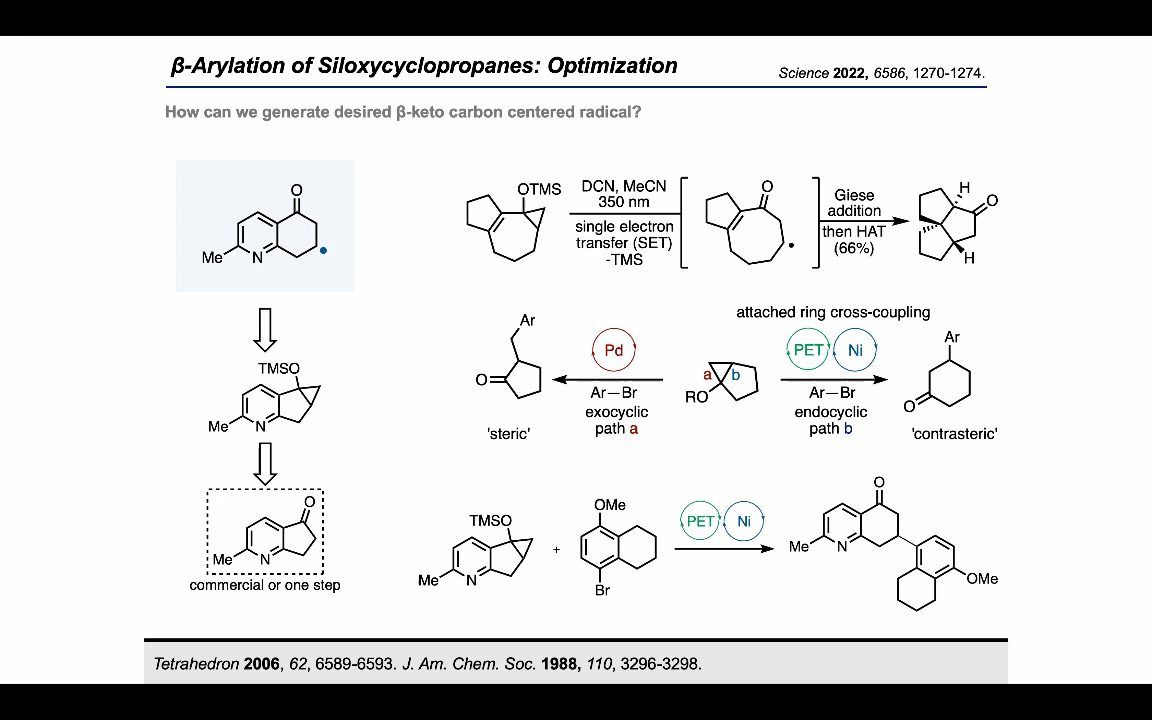 β-Arylation of Siloxycyclopropanes: Optimization
Science 2022, 6586, 1270-1274.
How can we generate desired β-keto carbon centered radical?
O
Me
N
TMSO
Me
N
O
Me
N
commercial or one step
OTMS
DCN, MeCN
350 nm
single electron
transfer (SET)
-TMS
O
Giese
addition
then HAT
(66%)
H
O
H
attached ring cross-coupling
Ar
O
'steric'
Pd
Ar—Br
exocyclic
path a
a
b
RO
PET
Ni
Ar—Br
endocyclic
path b
Ar
O
'contrasteric'
TMSO
Me
N
+
OMe
Br
PET
Ni
O
Me
N
OMe
Tetrahedron 2006, 62, 6589-6593. J. Am. Chem. Soc. 1988, 110, 3296-3298.